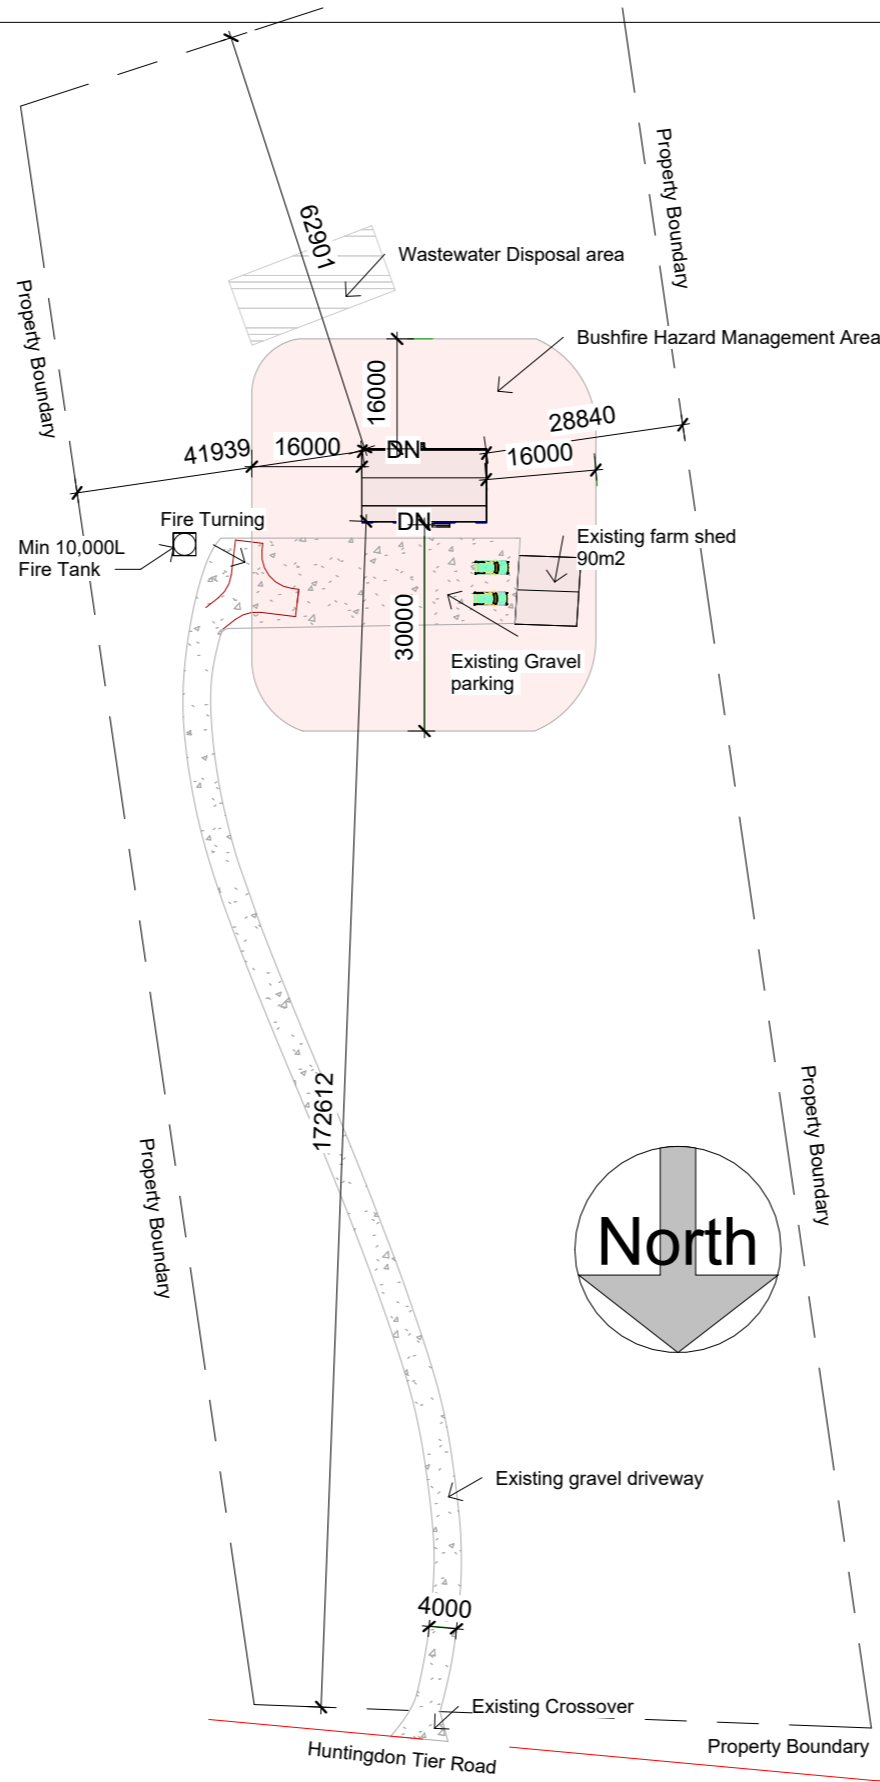 Property Boundary
62901
Wastewater Disposal area
Property Boundary
Bushfire Hazard Management Area
16000
28840
41939
16000
DN
16000
Fire Turning
DN
Existing farm shed
90m2
Min 10,000L
Fire Tank
30000
Existing Gravel
parking
172612
Property Boundary
Property Boundary
North
Existing gravel driveway
4000
Existing Crossover
Huntingdon Tier Road
Property Boundary